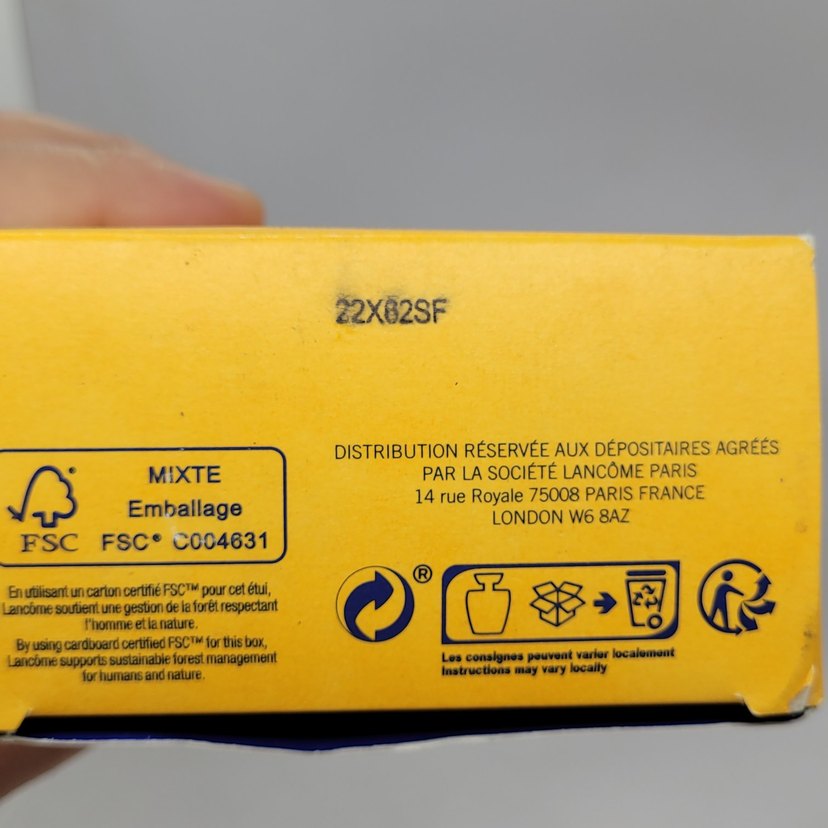 22X62SF
MIXTE
Emballage
FSC® C004631
FSC
En utilisant un carton certifié FSC™ pour cet étui,
Lancôme soutient une gestion de la forêt respectant
l'homme et la nature.
By using cardboard certified FSC™ for this box,
Lancôme supports sustainable forest management
for humans and nature.
DISTRIBUTION RÉSERVÉE AUX DÉPOSITAIRES AGRÉÉS
PAR LA SOCIÉTÉ LANCÔME PARIS
14 rue Royale 75008 PARIS FRANCE
LONDON W6 8AZ
®
Les consignes peuvent varier localement
Instructions may vary locally